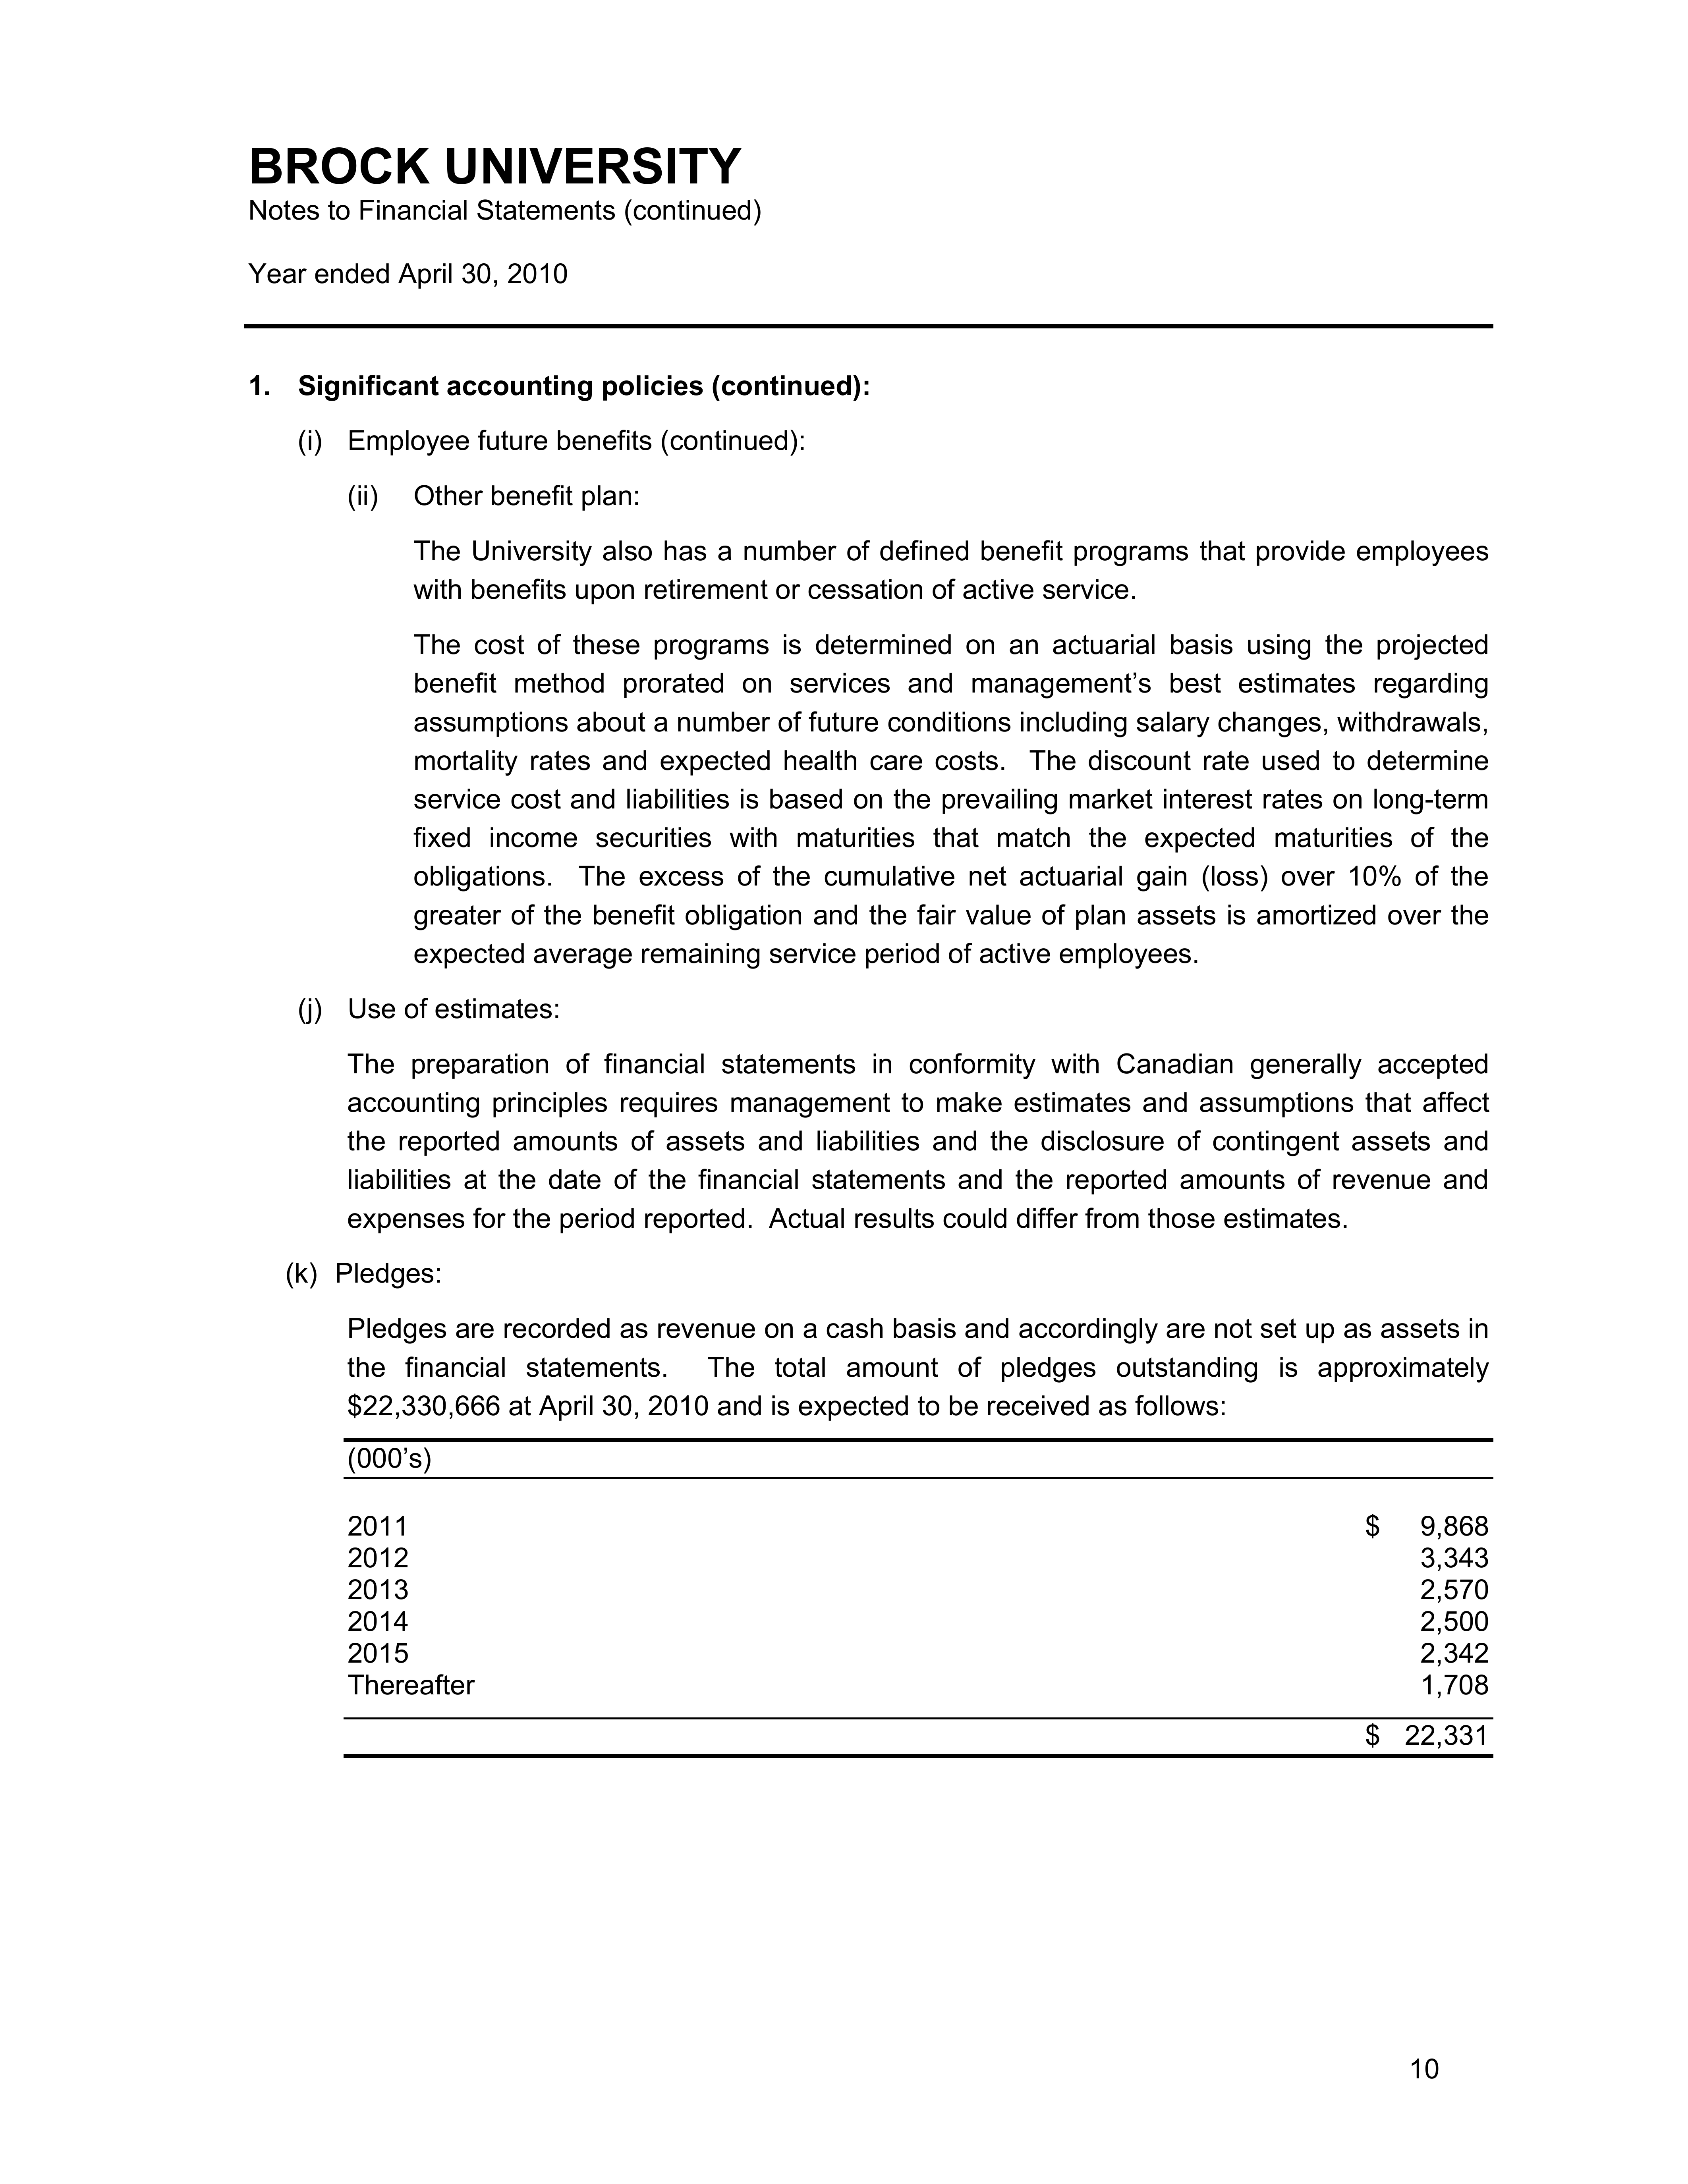 BROCK UNIVERSITY
Notes to Financial Statements (continued)
Year ended April 30, 2010
1. Significant accounting policies (continued):
(i) Employee future benefits (continued):
(ii) Other benefit plan:
The University also has a number of defined benefit programs that provide employees
with benefits upon retirement or cessation of active service.
The cost of these programs is determined on an actuarial basis using the projected
benefit method prorated on services and management’s best estimates regarding
assumptions about a number of future conditions including salary changes, withdrawals,
mortality rates and expected health care costs. The discount rate used to determine
service cost and liabilities is based on the prevailing market interest rates on long-term
fixed income securities with maturities that match the expected maturities of the
obligations. The excess of the cumulative net actuarial gain (loss) over 10% of the
greater of the benefit obligation and the fair value of plan assets is amortized over the
expected average remaining service period of active employees.
(j) Use of estimates:
The preparation of financial statements in conformity with Canadian generally accepted
accounting principles requires management to make estimates and assumptions that affect
the reported amounts of assets and liabilities and the disclosure of contingent assets and
liabilities at the date of the financial statements and the reported amounts of revenue and
expenses for the period reported. Actual results could differ from those estimates.
(k) Pledges:
Pledges are recorded as revenue on a cash basis and accordingly are not set up as assets in
the financial statements. The total amount of pledges outstanding is approximately
$22,330,666 at April 30, 2010 and is expected to be received as follows:
(000’s)
2011 $ 9,868
2012 3,343
2013 2,570
2014 2,500
2015 2,342
Thereafter 1,708
$ 22,331
10